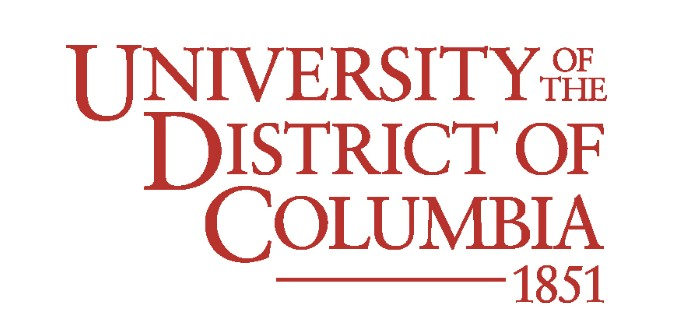 UNIVERSITY OF THE
DISTRICT OF
COLUMBIA
1851